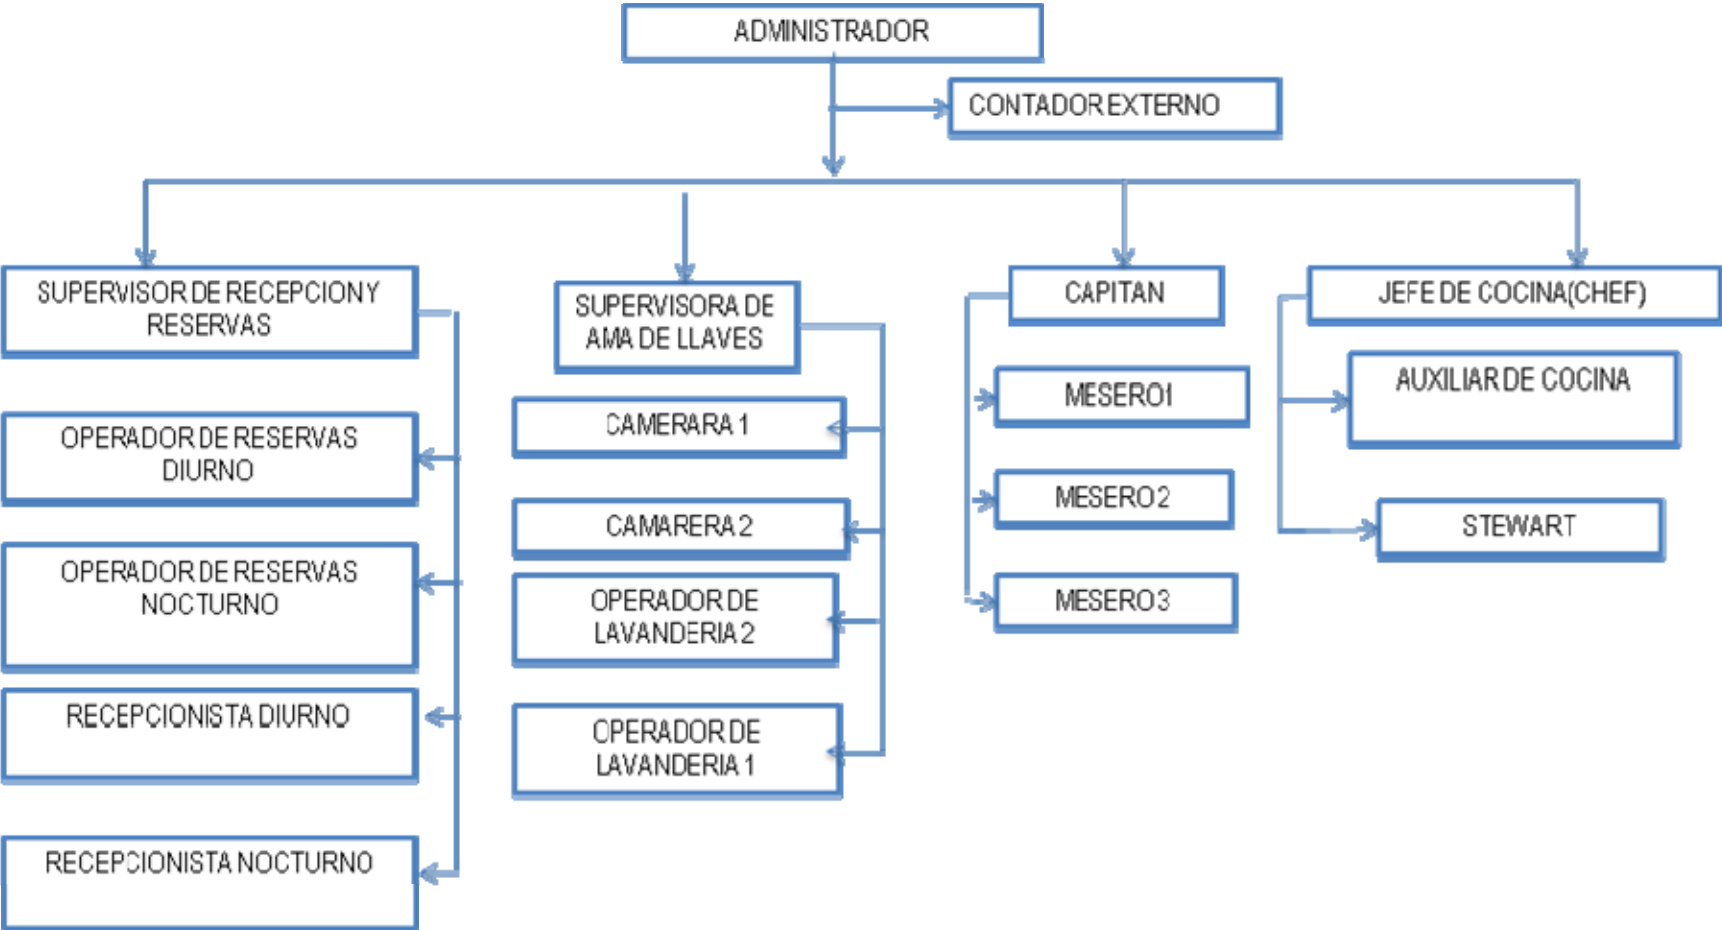 ADMINISTRADOR
CONTADOR EXTERNO
SUPERVISOR DE RECEPCION Y
RESERVAS
OPERADOR DE RESERVAS
DIURNO
OPERADOR DE RESERVAS
NOCTURNO
RECEPCIONISTA DIURNO
RECEPCIONISTA NOCTURNO
SUPERVISORA DE
AMA DE LLAVES
CAMERARA 1
CAMARERA 2
OPERADOR DE
LAVANDERIA 2
OPERADOR DE
LAVANDERIA 1
CAPITAN
MESERO1
MESERO 2
MESERO 3
JEFE DE COCINA(CHEF)
AUXILIAR DE COCINA
STEWART